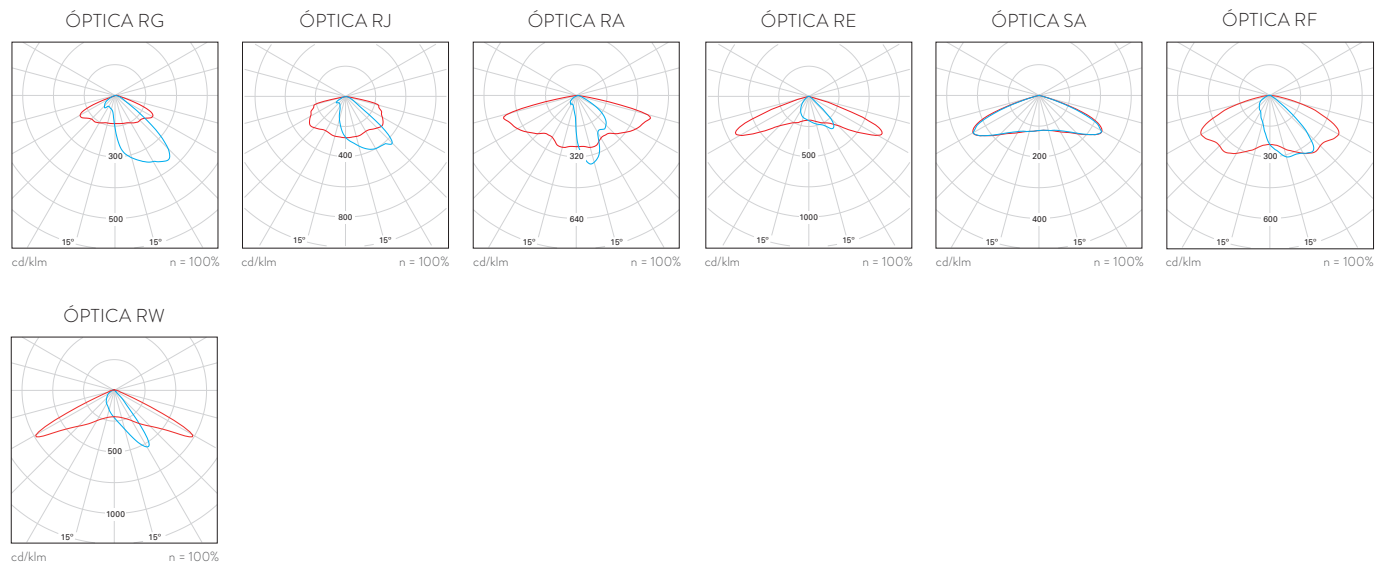 ÓPTICA RG ÓPTICA RJ ÓPTICA RA ÓPTICA RE ÓPTICA SA ÓPTICA RF
300 400 320 500 200 300
500 800 640 1000 400 600
15° 15° 15° 15° 15° 15° 15° 15° 15° 15° 15° 15°
cd/klm n = 100% cd/klm n = 100% cd/klm n = 100% cd/klm n = 100% cd/klm n = 100% cd/klm n = 100%
ÓPTICA RW
500
1000
15° 15°
cd/klm n = 100%